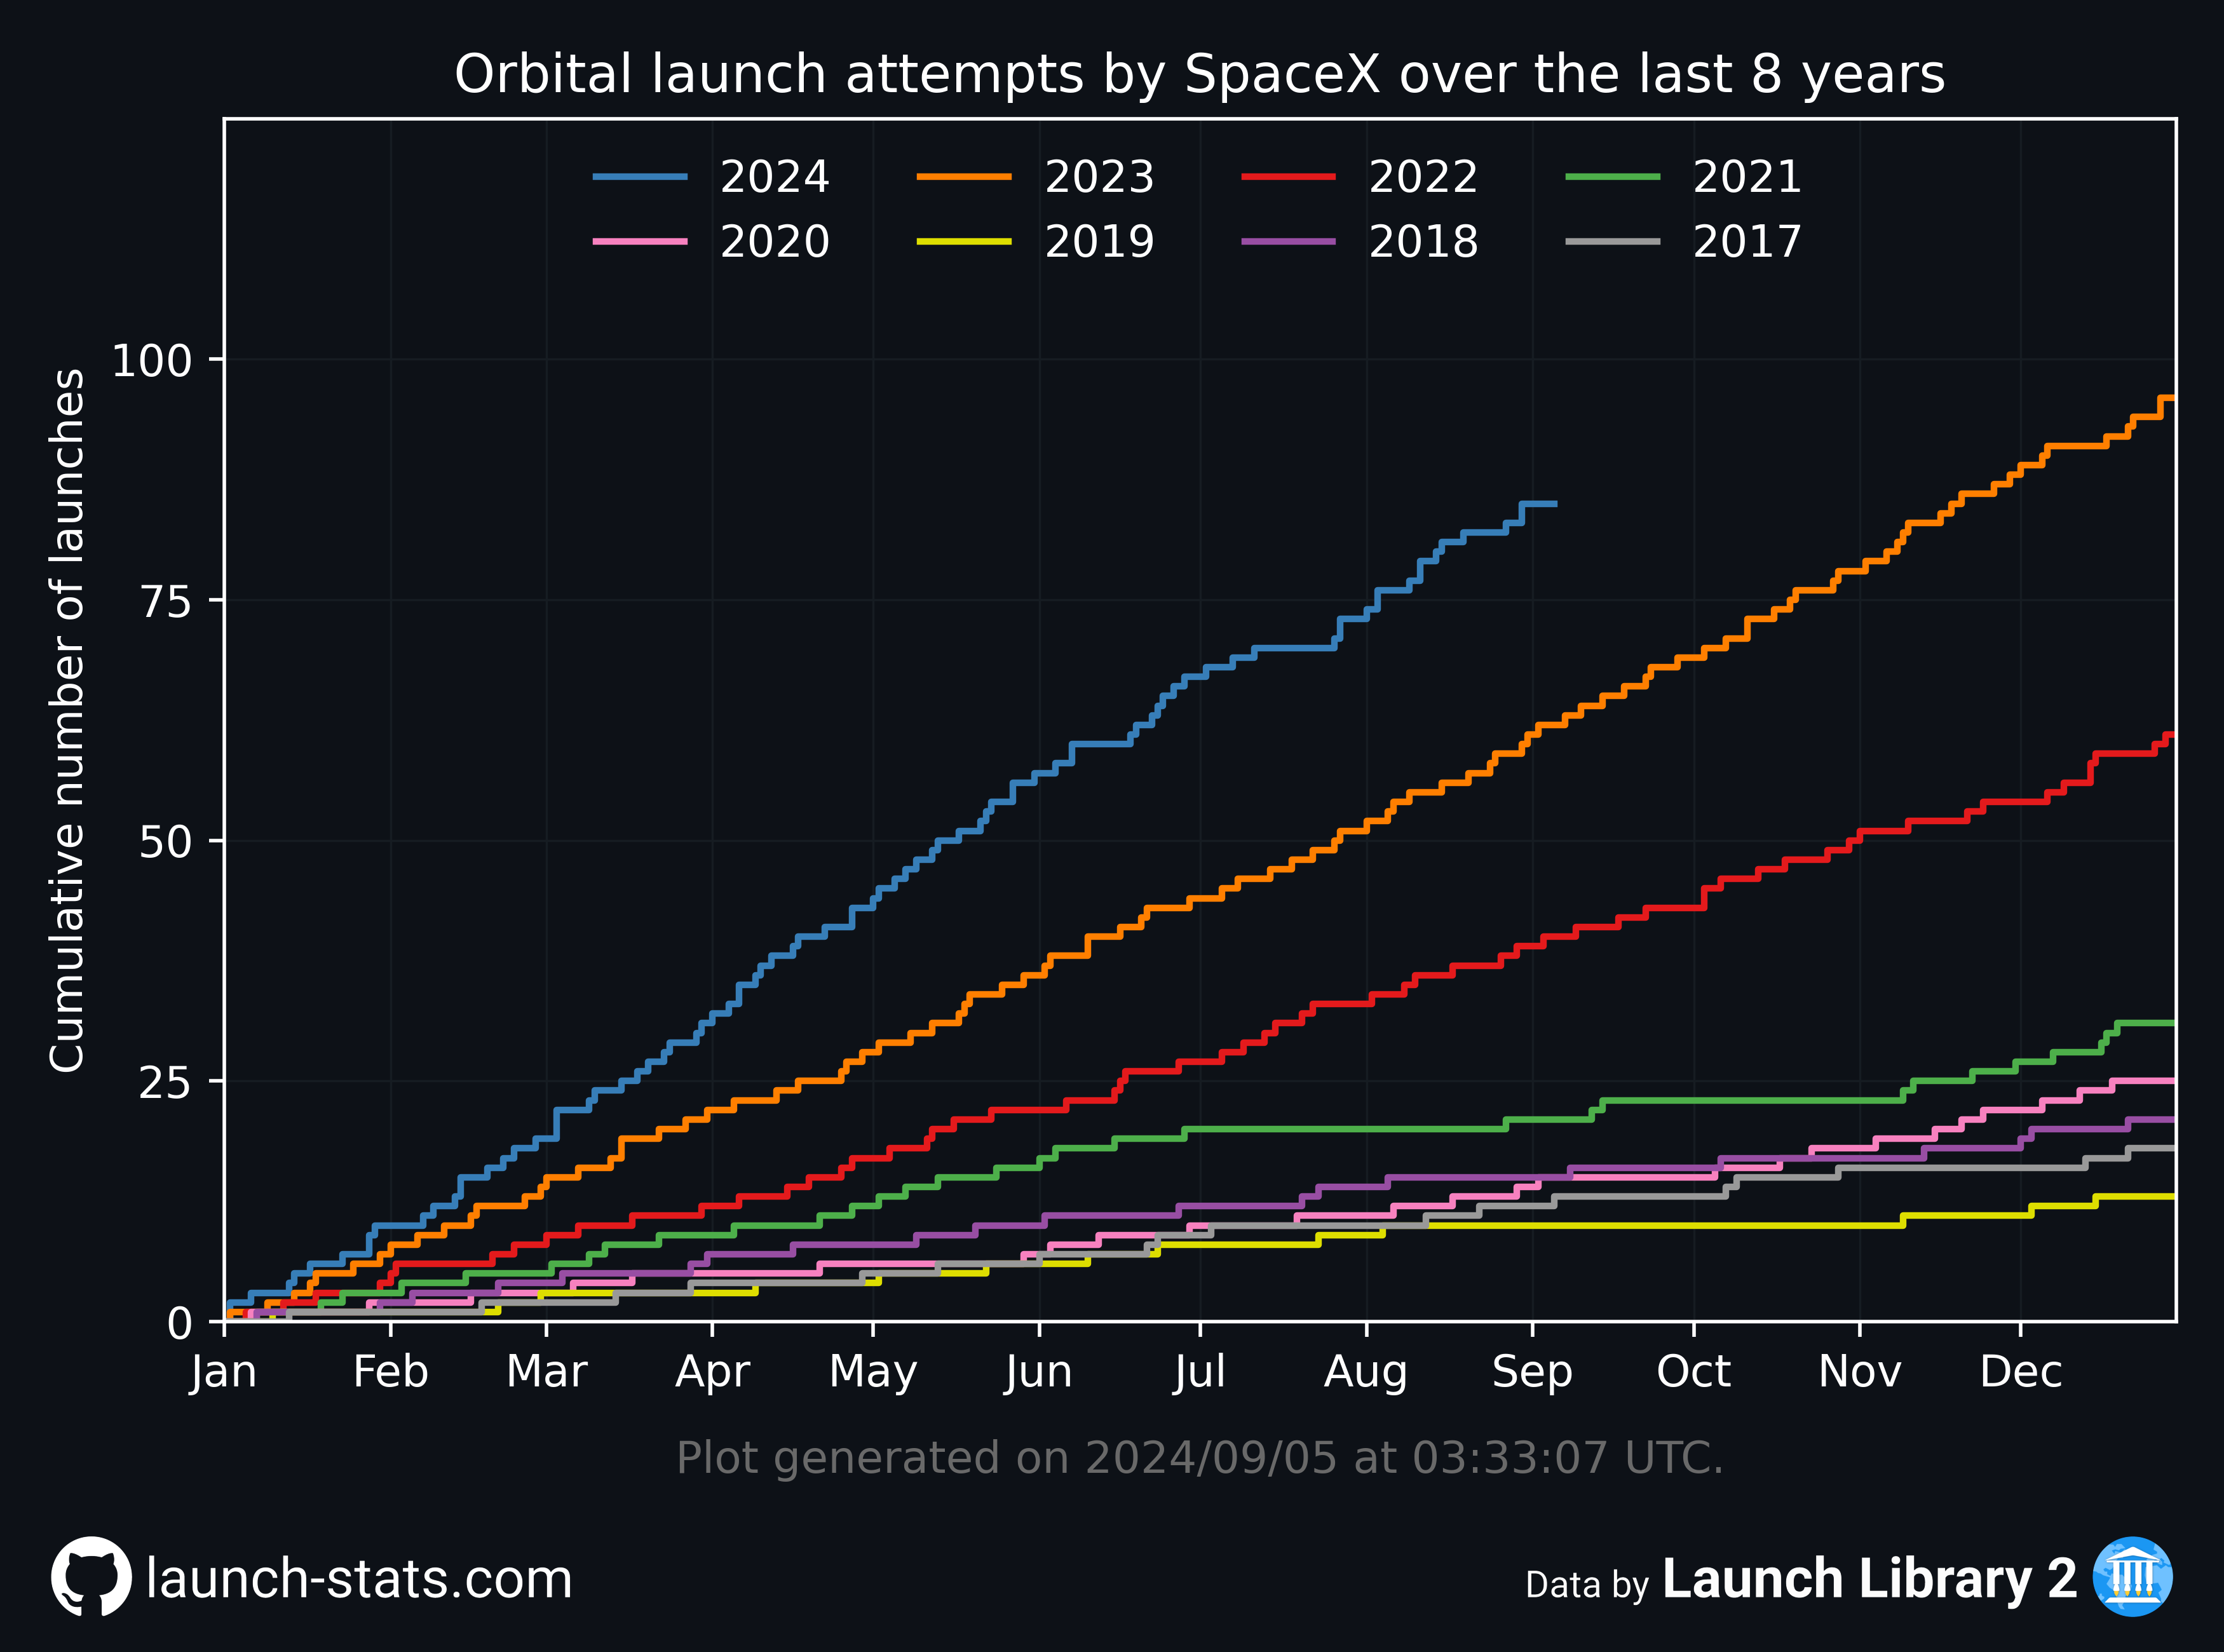 Orbital launch attempts by SpaceX over the last 8 years
2024 2023 2022 2021
2020 2019 2018 2017
Cumulative number of launches
100
75
50
25
0
Jan Feb Mar Apr May Jun Jul Aug Sep Oct Nov Dec
Plot generated on 2024/09/05 at 03:33:07 UTC.
launch-stats.com
Data by Launch Library 2